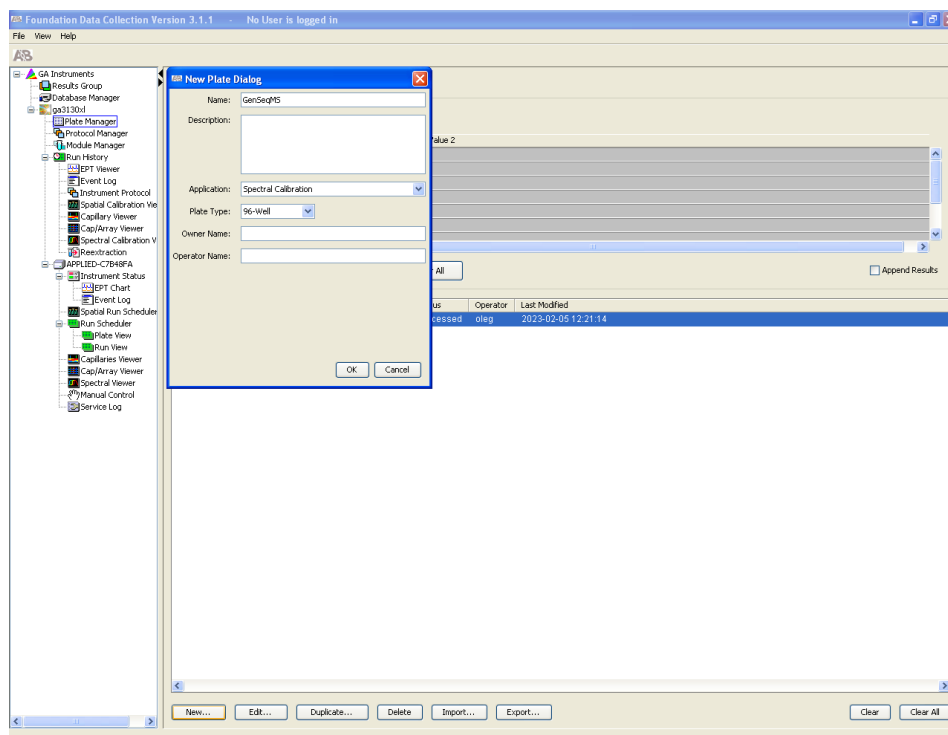 Foundation Data Collection Version 3.1.1 - No User is logged in
File View Help
AB
GA Instruments
Results Group
Database Manager
ga3130xl
Plate Manager
Protocol Manager
Module Manager
Run History
EPT Viewer
Event Log
Instrument Protocol
Spatial Calibration Vie
Capillary Viewer
Cap/Array Viewer
Spectral Calibration V
Reextraction
APPLIED-C7B48FA
Instrument Status
EPT Chart
Event Log
Spatial Run Scheduler
Run Scheduler
Plate View
Run View
Capillaries Viewer
Cap/Array Viewer
Spectral Viewer
Manual Control
Service Log
New Plate Dialog
Name: GenSeqMS
Description:
Application: Spectral Calibration
Plate Type: 96-Well
Owner Name:
Operator Name:
OK Cancel
alue 2
All
Append Results
us Operator Last Modified
cessed oleg 2023-02-05 12:21:14
New... Edit... Duplicate... Delete Import... Export... Clear Clear All